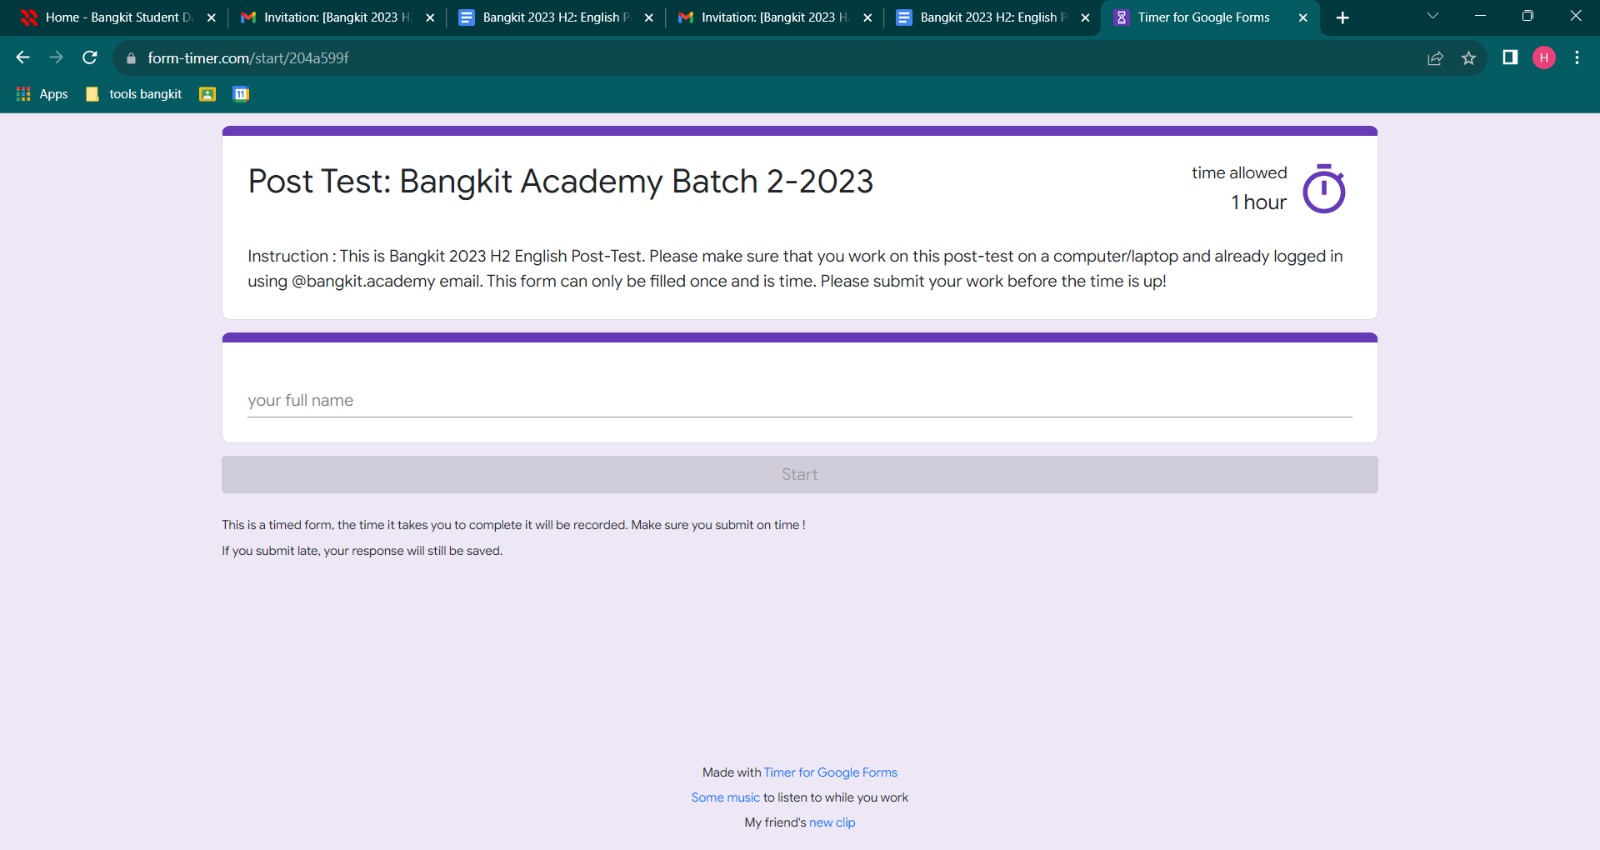 Home - Bangkit Student D
Invitation: [Bangkit 2023 H
Bangkit 2023 H2: English P
Invitation: [Bangkit 2023 H
Bangkit 2023 H2: English P
Timer for Google Forms
form-timer.com/start/204a599f
H
Apps
tools bangkit
11
Post Test: Bangkit Academy Batch 2-2023
time allowed
1 hour
Instruction : This is Bangkit 2023 H2 English Post-Test. Please make sure that you work on this post-test on a computer/laptop and already logged in
using @bangkit.academy email. This form can only be filled once and is time. Please submit your work before the time is up!
your full name
Start
This is a timed form, the time it takes you to complete it will be recorded. Make sure you submit on time !
If you submit late, your response will still be saved.
Made with Timer for Google Forms
Some music to listen to while you work
My friend's new clip